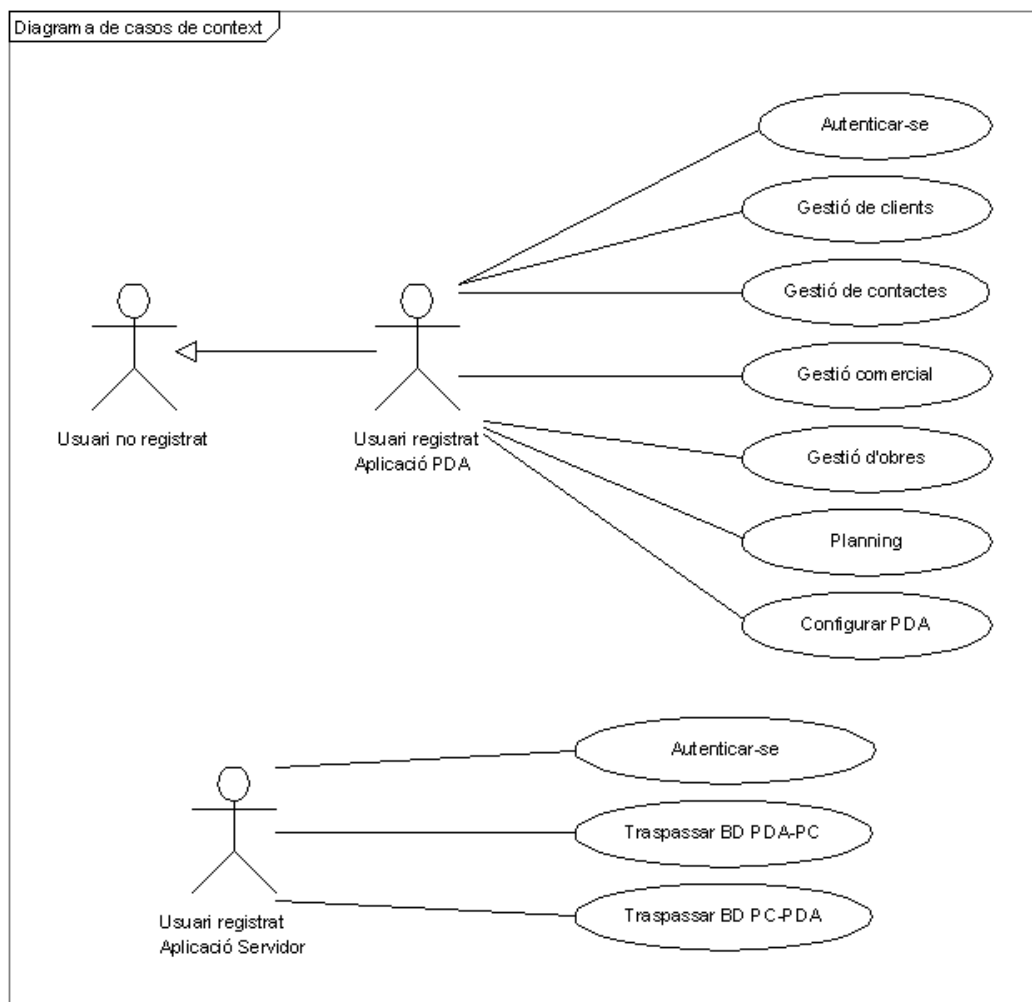 Diagrama de casos de context
Autenticar-se
Gestió de clients
Gestió de contactes
Gestió comercial
Usuari no registrat
Usuari registrat
Aplicació PDA
Gestió d'obres
Planning
Configurar PDA
Autenticar-se
Traspassar BD PDA-PC
Traspassar BD PC-PDA
Usuari registrat
Aplicació Servidor